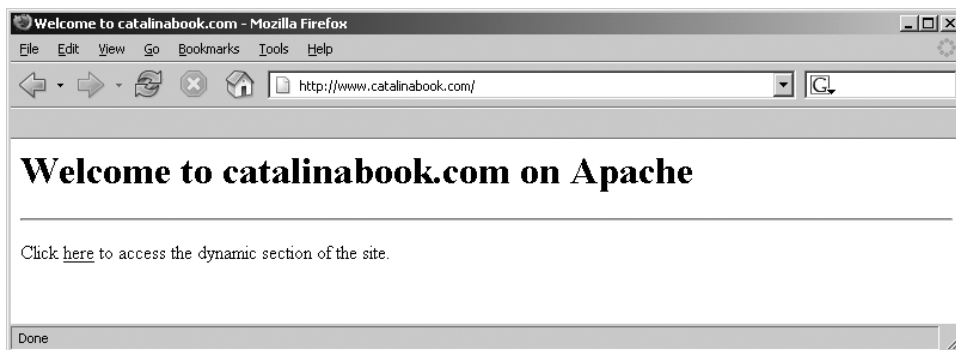 Welcome to catalinabook.com - Mozilla Firefox
File Edit View Go Bookmarks Tools Help
http://www.catalinabook.com/ G
Welcome to catalinabook.com on Apache
Click here to access the dynamic section of the site.
Done